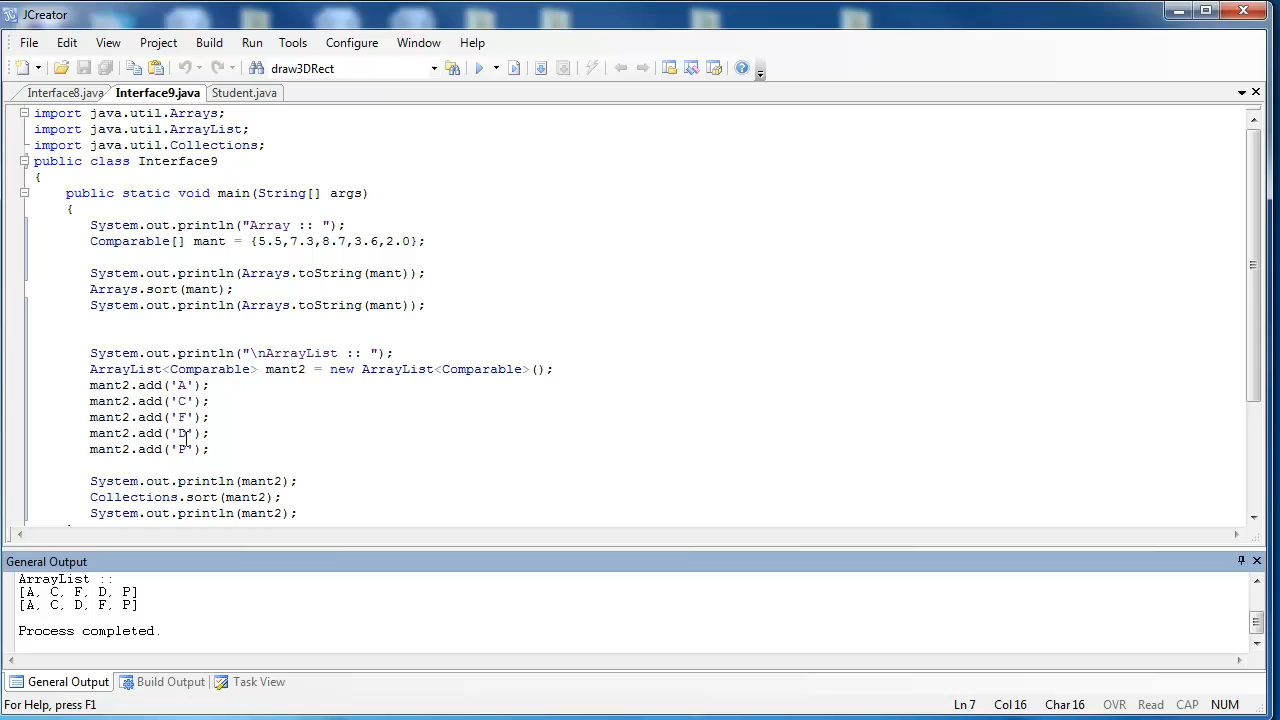 JCreator
File Edit View Project Build Run Tools Configure Window Help
draw3DRect
Interface8.java Interface9.java Student.java
import java.util.Arrays;
import java.util.ArrayList;
import java.util.Collections;
public class Interface9
{
public static void main(String[] args)
{
System.out.println("Array :: ");
Comparable[] mant = {5.5,7.3,8.7,3.6,2.0};
System.out.println(Arrays.toString(mant));
Arrays.sort(mant);
System.out.println(Arrays.toString(mant));
System.out.println("\nArrayList :: ");
ArrayList<Comparable> mant2 = new ArrayList<Comparable>();
mant2.add('A');
mant2.add('C');
mant2.add('F');
mant2.add('D');
mant2.add('P');
System.out.println(mant2);
Collections.sort(mant2);
System.out.println(mant2);
General Output
ArrayList ::
[A, C, F, D, P]
[A, C, D, F, P]
Process completed.
General Output Build Output Task View
For Help, press F1 Ln 7 Col 16 Char 16 OVR Read CAP NUM